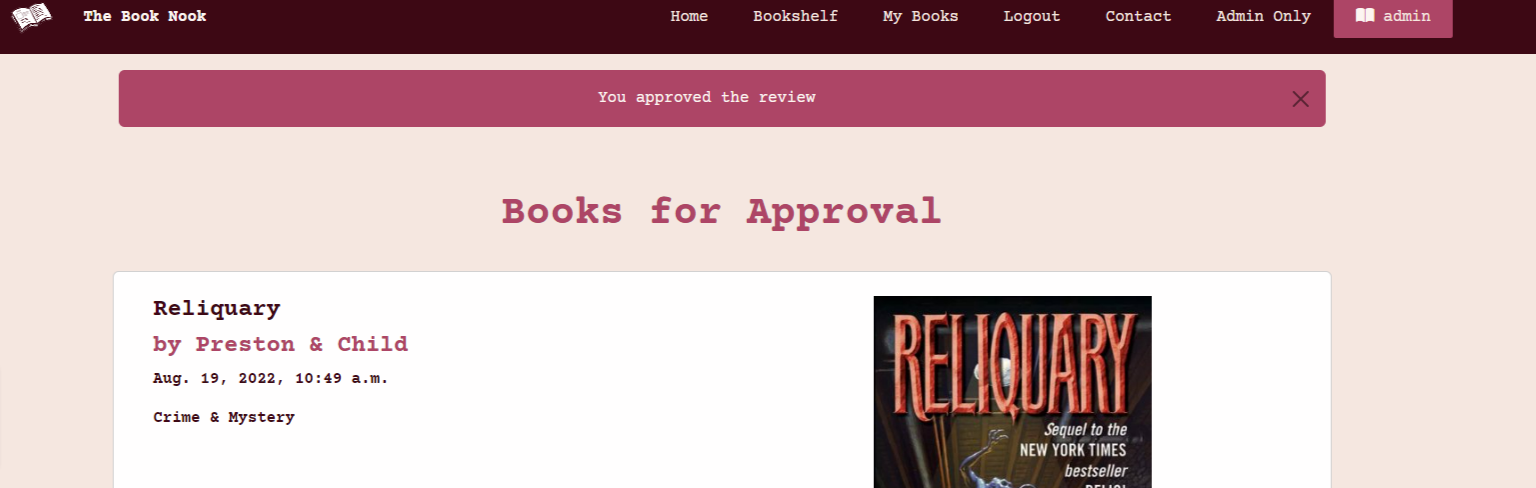 The Book Nook
Home Bookshelf My Books Logout Contact Admin Only admin
You approved the review
Books for Approval
Reliquary
by Preston & Child
Aug. 19, 2022, 10:49 a.m.
Crime & Mystery
RELIQUARY
Sequel to the
NEW YORK TIMES
bestseller